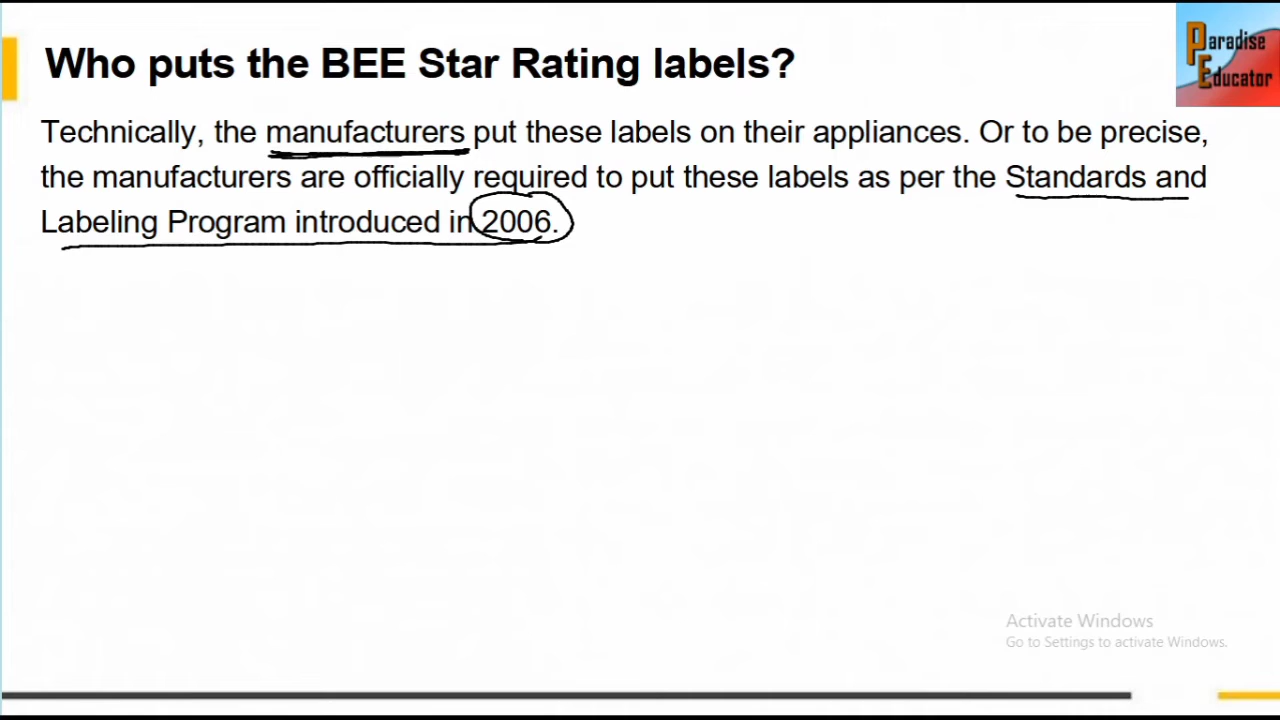 Who puts the BEE Star Rating labels?
Paradise
Educator
Technically, the manufacturers put these labels on their appliances. Or to be precise,
the manufacturers are officially required to put these labels as per the Standards and
Labeling Program introduced in 2006.
Activate Windows
Go to Settings to activate Windows.